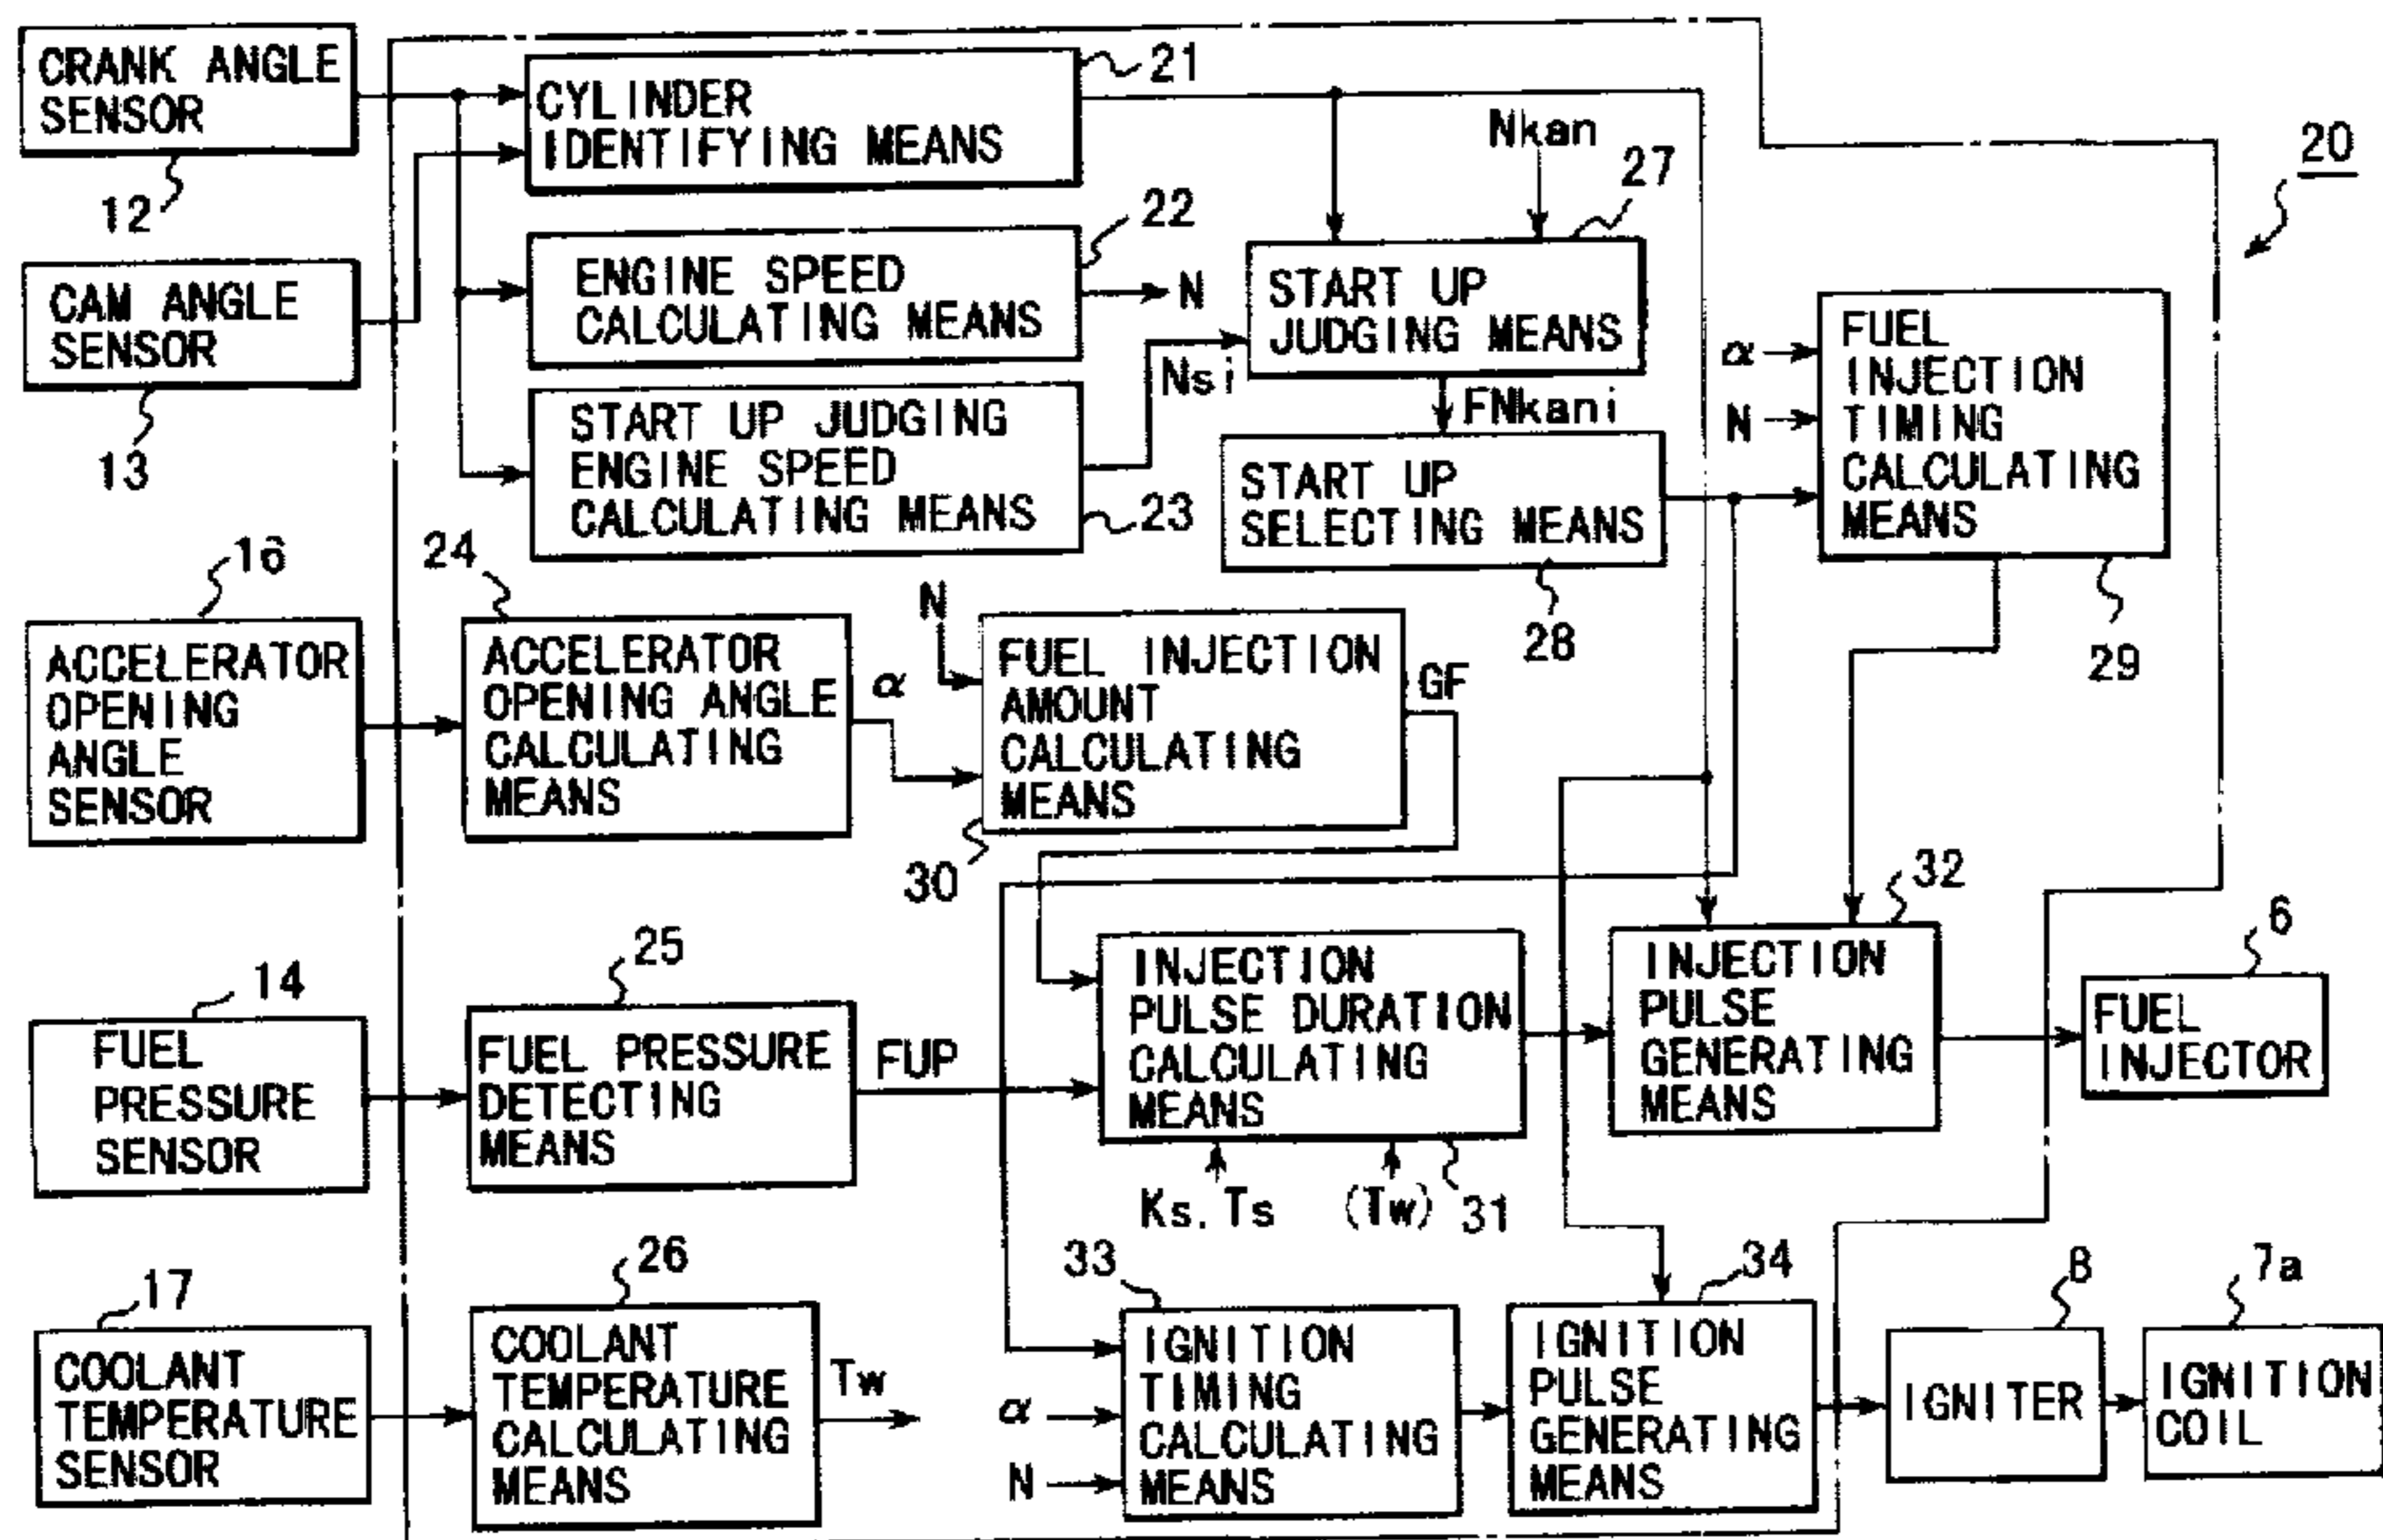 CRANK ANGLE
SENSOR
12
CYLINDER
IDENTIFYING MEANS
21
Nkan
20
27
CAM ANGLE
SENSOR
13
ENGINE SPEED
CALCULATING MEANS
22
N
START UP
JUDGING MEANS
Nsi
START UP JUDGING
ENGINE SPEED
CALCULATING MEANS
23
FNkani
START UP
SELECTING MEANS
28
α
N
FUEL
INJECTION
TIMING
CALCULATING
MEANS
29
16
ACCELERATOR
OPENING
ANGLE
SENSOR
24
ACCELERATOR
OPENING ANGLE
CALCULATING
MEANS
α
N
FUEL INJECTION
AMOUNT
CALCULATING
MEANS
30
GF
14
FUEL
PRESSURE
SENSOR
25
FUEL PRESSURE
DETECTING
MEANS
FUP
INJECTION
PULSE DURATION
CALCULATING
MEANS
Ks. Ts
(Tw)
31
32
INJECTION
PULSE
GENERATING
MEANS
6
FUEL
INJECTOR
17
COOLANT
TEMPERATURE
SENSOR
26
COOLANT
TEMPERATURE
CALCULATING
MEANS
Tw
33
α
N
IGNITION
TIMING
CALCULATING
MEANS
34
IGNITION
PULSE
GENERATING
MEANS
8
IGNITER
7a
IGNITION
COIL